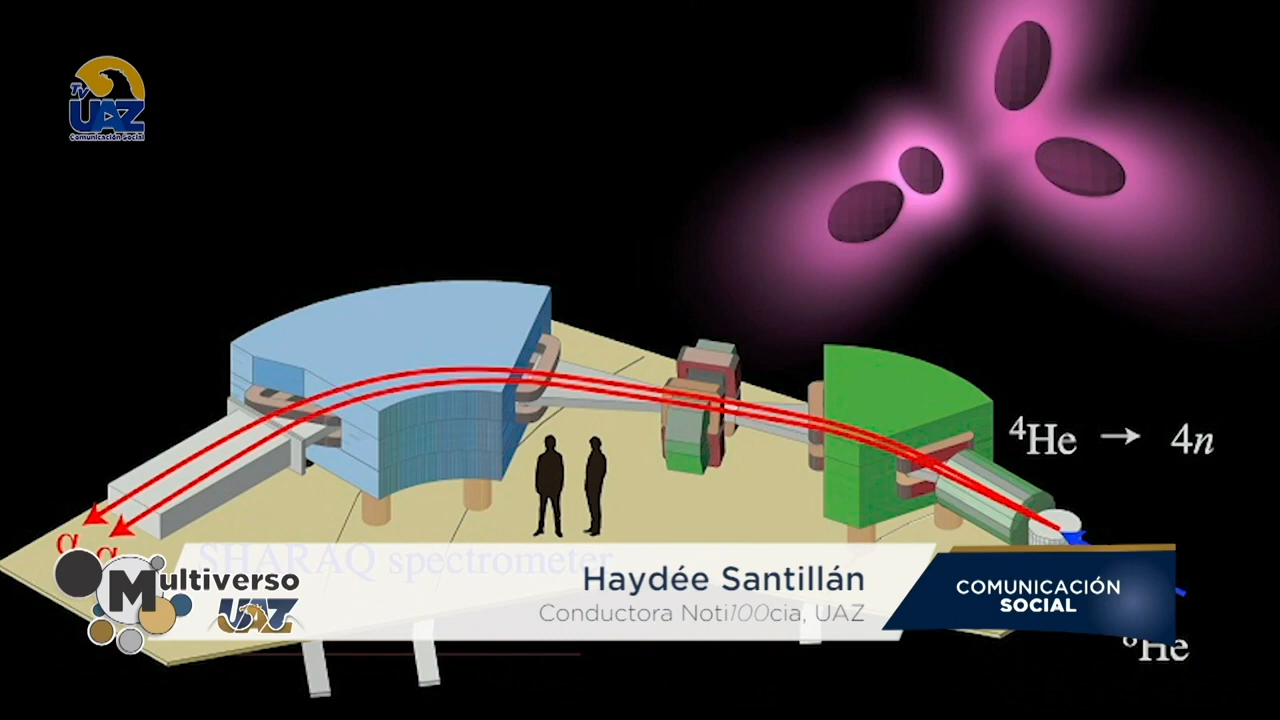 TV
UAZ
Comunicación Social
⁴He → 4n
α α
SHARAQ spectrometer
Multiverso
UAZ
Haydée Santillán
Conductora Noti100cia, UAZ
COMUNICACIÓN
SOCIAL
⁸He